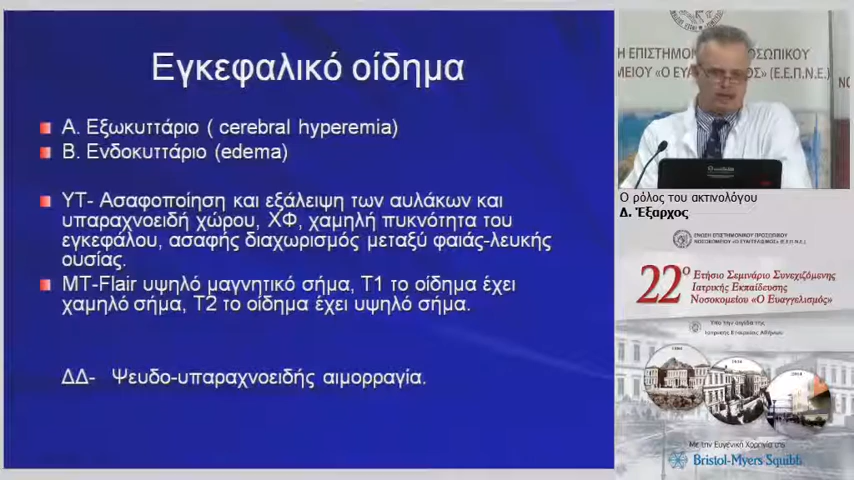 Εγκεφαλικό οίδημα
Α. Εξωκυττάριο ( cerebral hyperemia)
Β. Ενδοκυττάριο (edema)
ΥΤ- Ασαφοποίηση και εξάλειψη των αυλάκων και
υπαραχνοειδή χώρου, ΧΦ, χαμηλή πυκνότητα του
εγκεφάλου, ασαφής διαχωρισμός μεταξύ φαιάς-λευκής
ουσίας.
ΜΤ-Flair υψηλό μαγνητικό σήμα, Τ1 το οίδημα έχει
χαμηλό σήμα, Τ2 το οίδημα έχει υψηλό σήμα.
ΔΔ- Ψευδο-υπαραχνοειδής αιμορραγία.
Η ΕΠΙΣΤΗΜΟ ΠΡΟΣΩΠΙΚΟΥ
ΜΕΙΟΥ «Ο ΕΥΑ ΜΟΣ» (Ε.Ε.Π.Ν.Ε.)
Ο ρόλος του ακτινολόγου
Δ. Έξαρχος
ΕΝΩΣΗ ΕΠΙΣΤΗΜΟΝΙΚΟΥ ΠΡΟΣΩΠΙΚΟΥ
ΝΟΣΟΚΟΜΕΙΟΥ «Ο ΕΥΑΓΓΕΛΙΣΜΟΣ» (Ε.Ε.Π.Ν.Ε.)
22ο Ετήσιο Σεμινάριο Συνεχιζόμενης
Ιατρικής Εκπαίδευσης
Νοσοκομείου «Ο Ευαγγελισμός»
Υπό την αιγίδα της
Ιατρικής Εταιρείας Αθηνών
Με την Ευγενική Χορηγία της
Bristol-Myers Squibb